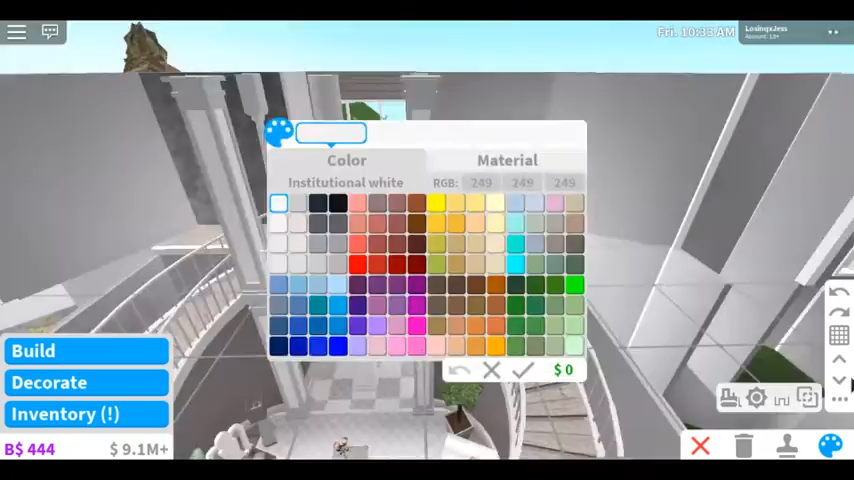 Fri. 10:33 AM
LosinqxJess
Account: 13+
Color
Material
Institutional white
RGB: 249 249 249
Build
Decorate
Inventory (!)
$ 0
B$ 444
$ 9.1M+